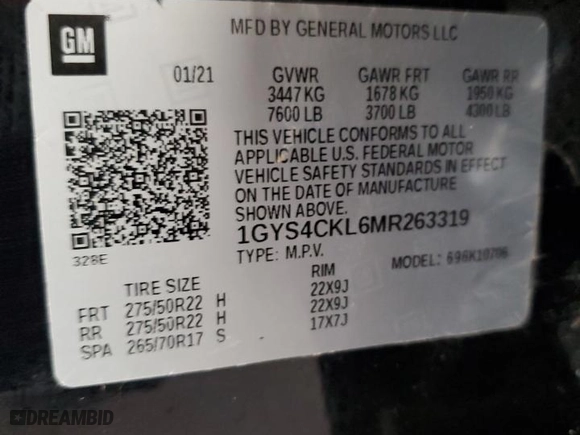 GM
MFD BY GENERAL MOTORS LLC
01/21 GVWR GAWR FRT GAWR RR
3447 KG 1678 KG 1950 KG
7600 LB 3700 LB 4300 LB
THIS VEHICLE CONFORMS TO ALL
APPLICABLE U.S. FEDERAL MOTOR
VEHICLE SAFETY STANDARDS IN EFFECT
ON THE DATE OF MANUFACTURE
SHOWN ABOVE.
1GYS4CKL6MR263319
328E
TYPE: M.P.V. MODEL: 696K10706
TIRE SIZE RIM
FRT 275/50R22 H 22X9J
RR 275/50R22 H 22X9J
SPA 265/70R17 S 17X7J
DREAMBID